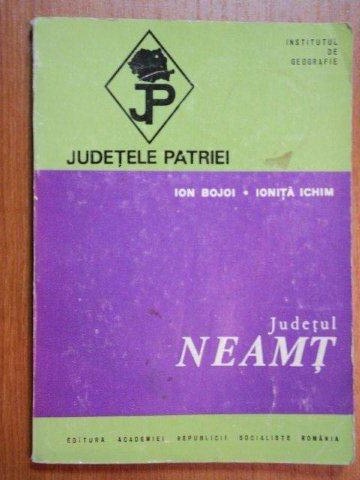 INSTITUTUL
DE
GEOGRAFIE
JP
JUDEȚELE PATRIEI
ION BOJOI • IONIȚĂ ICHIM
Județul
NEAMȚ
EDITURA ACADEMIEI REPUBLICII SOCIALISTE ROMÂNIA